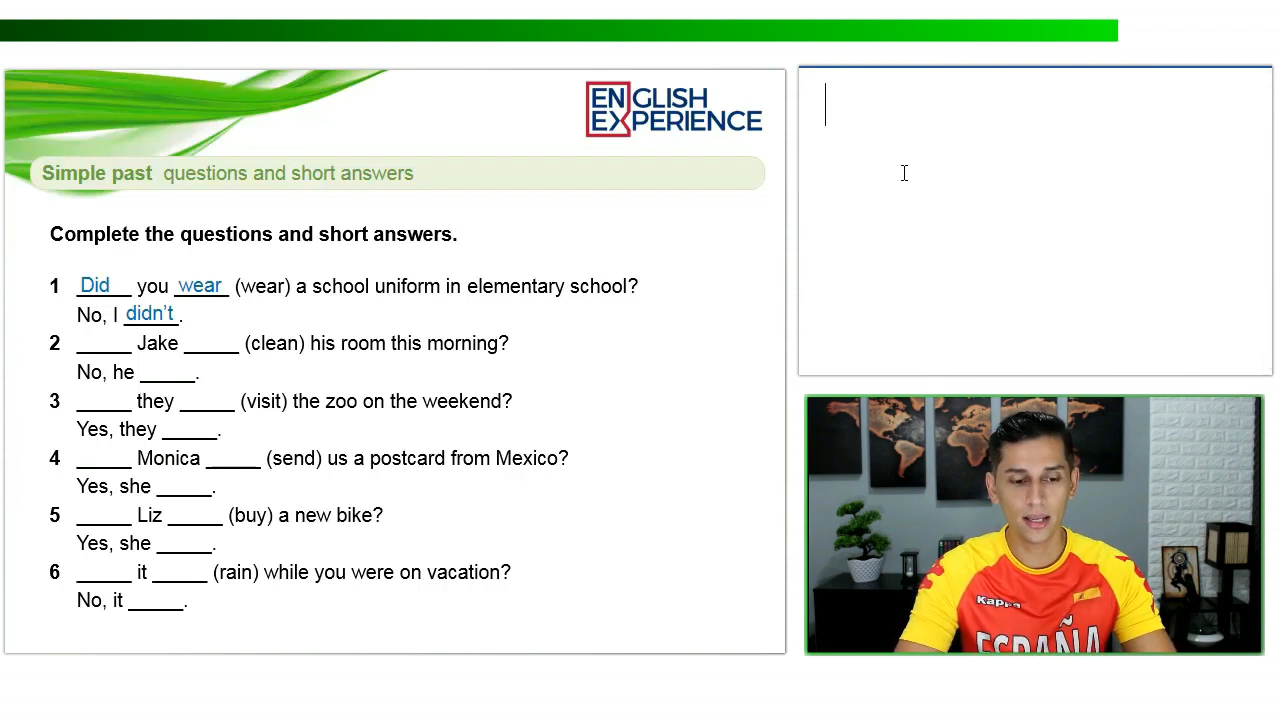 ENGLISH
EXPERIENCE
Simple past questions and short answers
Complete the questions and short answers.
1 Did you wear (wear) a school uniform in elementary school?
No, I didn't.
2 _____ Jake _____ (clean) his room this morning?
No, he _____.
3 _____ they _____ (visit) the zoo on the weekend?
Yes, they _____.
4 _____ Monica _____ (send) us a postcard from Mexico?
Yes, she _____.
5 _____ Liz _____ (buy) a new bike?
Yes, she _____.
6 _____ it _____ (rain) while you were on vacation?
No, it _____.
Kappa
ESPAÑA